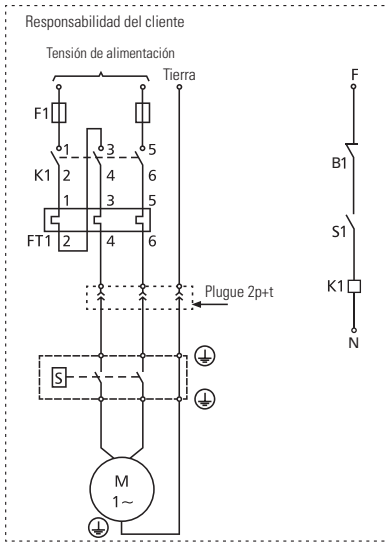 Responsabilidad del cliente
Tensión de alimentación
Tierra
F
F1
1 3 5
B1
K1 2 4 6
1 3 5
S1
FT1 2 4 6
K1
Plugue 2p+t
N
S
M
1~